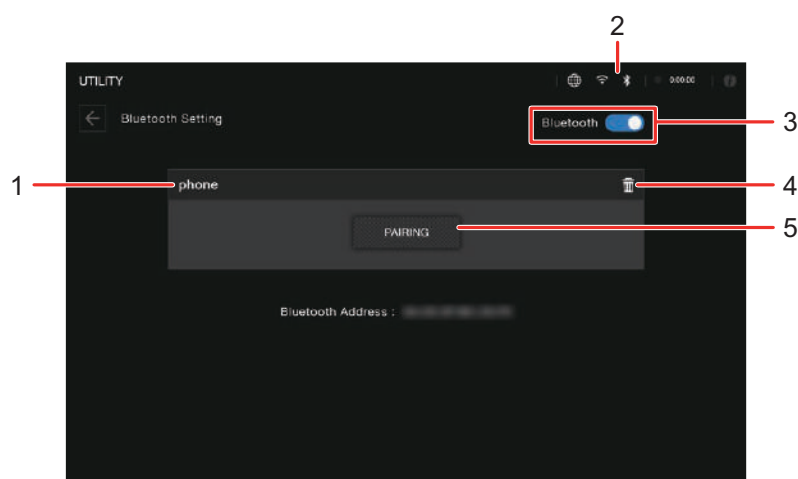 2
UTILITY
0:00:00
Bluetooth Setting
Bluetooth
3
1
phone
4
PAIRING
5
Bluetooth Address :